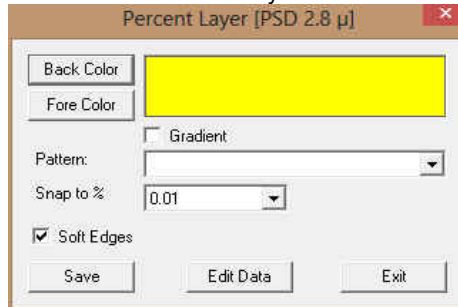 Percent Layer [PSD 2.8 µ]
Back Color
Fore Color
Gradient
Pattern:
Snap to % 0.01
Soft Edges
Save Edit Data Exit